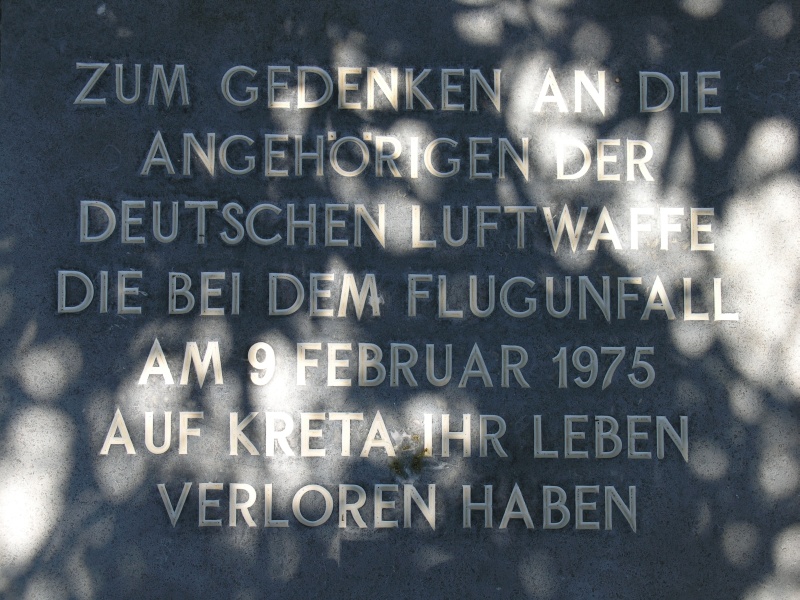 ZUM GEDENKEN AN DIE
ANGEHÖRIGEN DER
DEUTSCHEN LUFTWAFFE
DIE BEI DEM FLUGUNFALL
AM 9 FEBRUAR 1975
AUF KRETA IHR LEBEN
VERLOREN HABEN